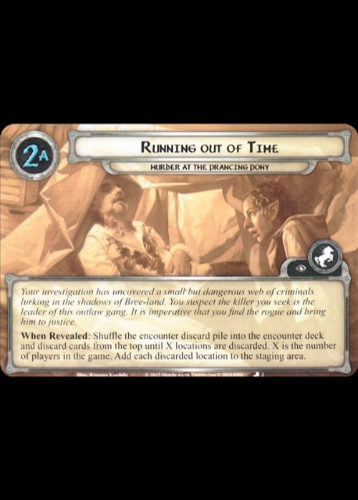 2A
RUNNING OUT OF TIME
MURDER AT THE PRANCING PONY
Your investigation has uncovered a small but dangerous web of criminals
lurking in the shadows of Bree-land. You suspect the killer you seek is the
leader of this outlaw gang. It is imperative that you find the rogue and bring
him to justice.
When Revealed: Shuffle the encounter discard pile into the encounter deck
and discard cards from the top until X locations are discarded. X is the number
of players in the game. Add each discarded location to the staging area.